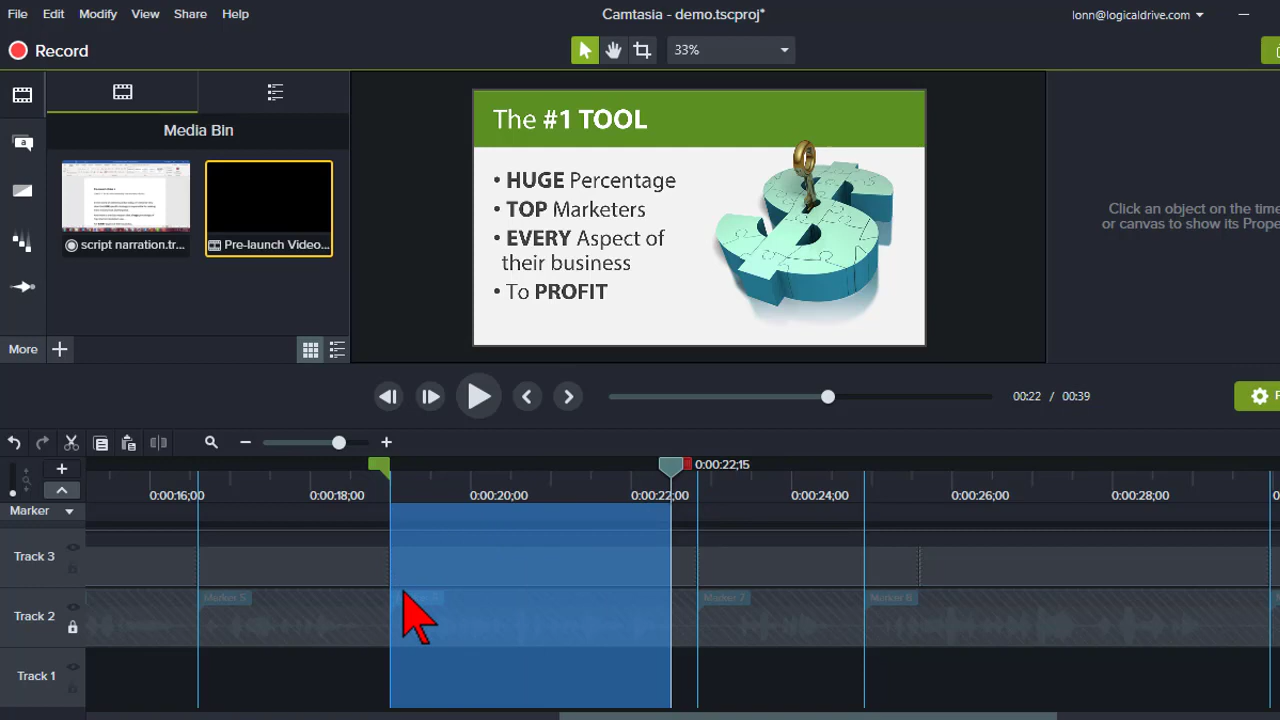 File Edit Modify View Share Help
Camtasia - demo.tscproj*
lonn@logicaldrive.com
Record
33%
Media Bin
script narration.tr...
Pre-launch Video...
More
The #1 TOOL
• HUGE Percentage
• TOP Marketers
• EVERY Aspect of
their business
• To PROFIT
Click an object on the time
or canvas to show its Prope
00:22 / 00:39
0:00:22;15
0:00:16;00 0:00:18;00 0:00:20;00 0:00:22;00 0:00:24;00 0:00:26;00 0:00:28;00
Marker
Track 3
Marker 5 Marker 7 Marker 8
Track 2
Track 1